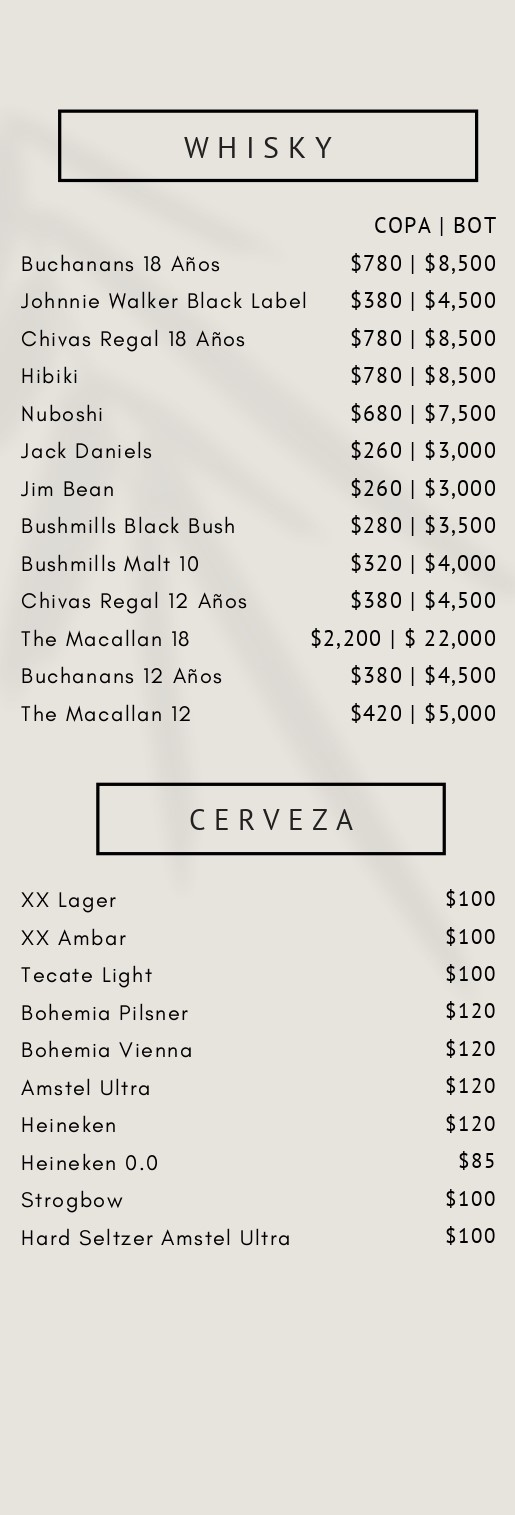 WHISKY
COPA | BOT
Buchanans 18 Años $780 | $8,500
Johnnie Walker Black Label $380 | $4,500
Chivas Regal 18 Años $780 | $8,500
Hibiki $780 | $8,500
Nuboshi $680 | $7,500
Jack Daniels $260 | $3,000
Jim Bean $260 | $3,000
Bushmills Black Bush $280 | $3,500
Bushmills Malt 10 $320 | $4,000
Chivas Regal 12 Años $380 | $4,500
The Macallan 18 $2,200 | $ 22,000
Buchanans 12 Años $380 | $4,500
The Macallan 12 $420 | $5,000
CERVEZA
XX Lager $100
XX Ambar $100
Tecate Light $100
Bohemia Pilsner $120
Bohemia Vienna $120
Amstel Ultra $120
Heineken $120
Heineken 0.0 $85
Strogbow $100
Hard Seltzer Amstel Ultra $100